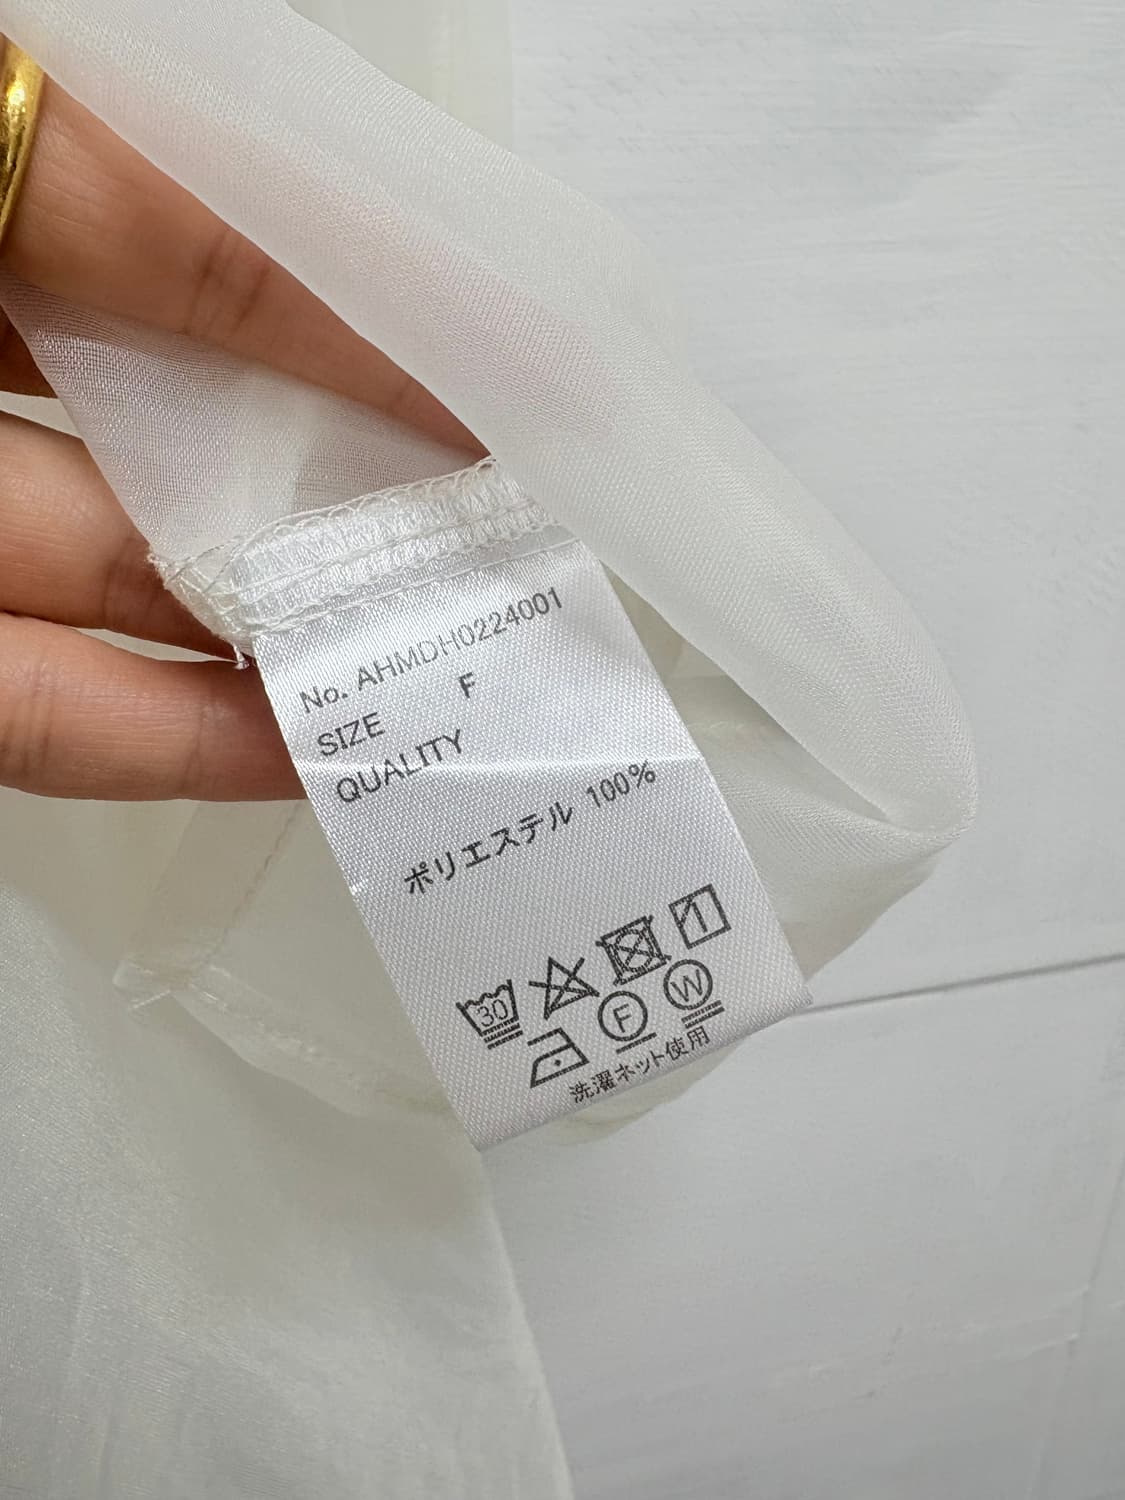 No. AHMDH0224001
SIZE F
QUALITY
ポリエステル 100%
30
F W
洗濯ネット使用